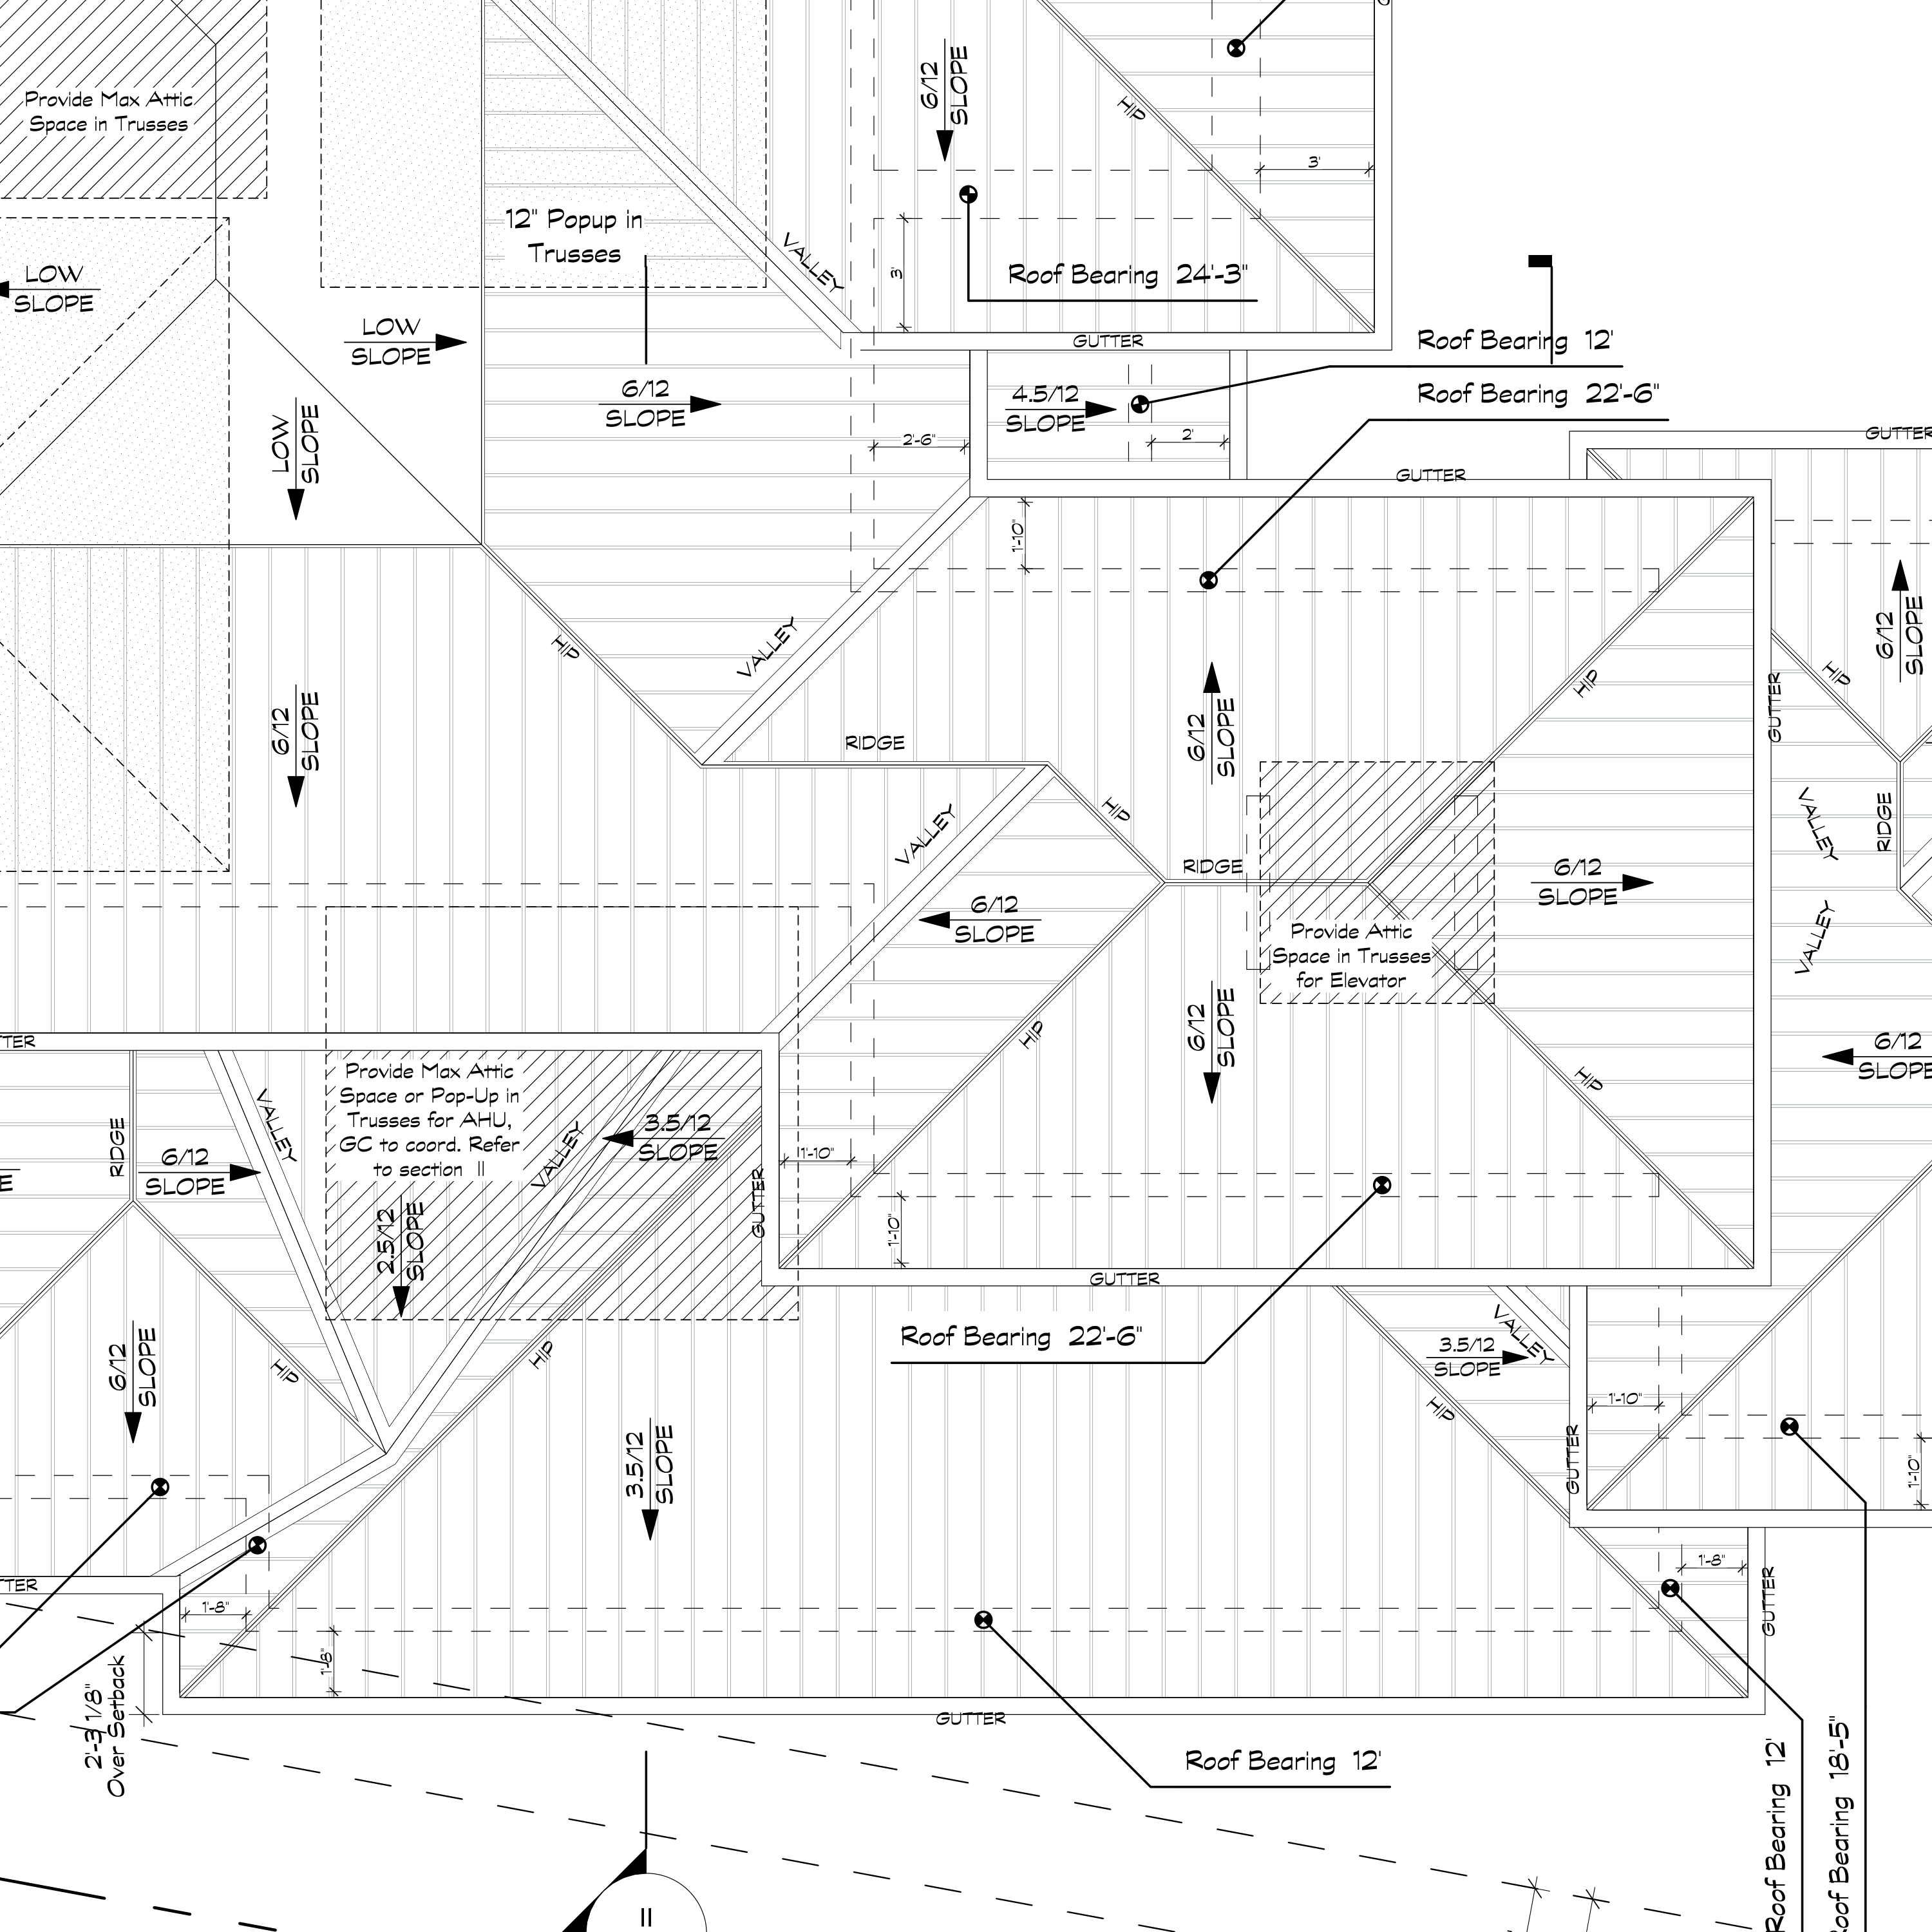 Provide Max Attic
Space in Trusses
6/12
SLOPE
HIP
3'
12" Popup in
Trusses
VALLEY
3'
Roof Bearing 24'-3"
LOW
SLOPE
LOW
SLOPE
GUTTER
Roof Bearing 12'
6/12
SLOPE
4.5/12
SLOPE
Roof Bearing 22'-6"
LOW
SLOPE
2'-6"
2'
GUTTER
GUTTER
1'-10"
6/12
SLOPE
HIP
VALLEY
HIP
HIP
GUTTER
6/12
SLOPE
RIDGE
6/12
SLOPE
VALLEY
HIP
VALLEY
RIDGE
RIDGE
6/12
SLOPE
6/12
SLOPE
Provide Attic
Space in Trusses
for Elevator
VALLEY
6/12
SLOPE
HIP
6/12
SLOPE
HIP
TTER
Provide Max Attic
Space or Pop-Up in
Trusses for AHU,
GC to coord. Refer
to section 11
VALLEY
RIDGE
6/12
SLOPE
VALLEY
3.5/12
SLOPE
1'-10"
GUTTER
2.5/12
SLOPE
1'-10"
GUTTER
E
6/12
SLOPE
HIP
HIP
Roof Bearing 22'-6"
VALLEY
3.5/12
SLOPE
HIP
1'-10"
GUTTER
1'-10"
3.5/12
SLOPE
TTER
1'-8"
1'-8"
1'-8"
GUTTER
2'-3 1/8"
Over Setback
GUTTER
Roof Bearing 12'
Roof Bearing 12'
Roof Bearing 18'-5"
11